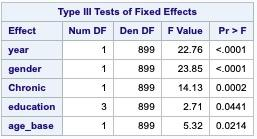 Type III Tests of Fixed Effects
Effect Num DF Den DF F Value Pr > F
year 1 899 22.76 <.0001
gender 1 899 23.85 <.0001
Chronic 1 899 14.13 0.0002
education 3 899 2.71 0.0441
age_base 1 899 5.32 0.0214